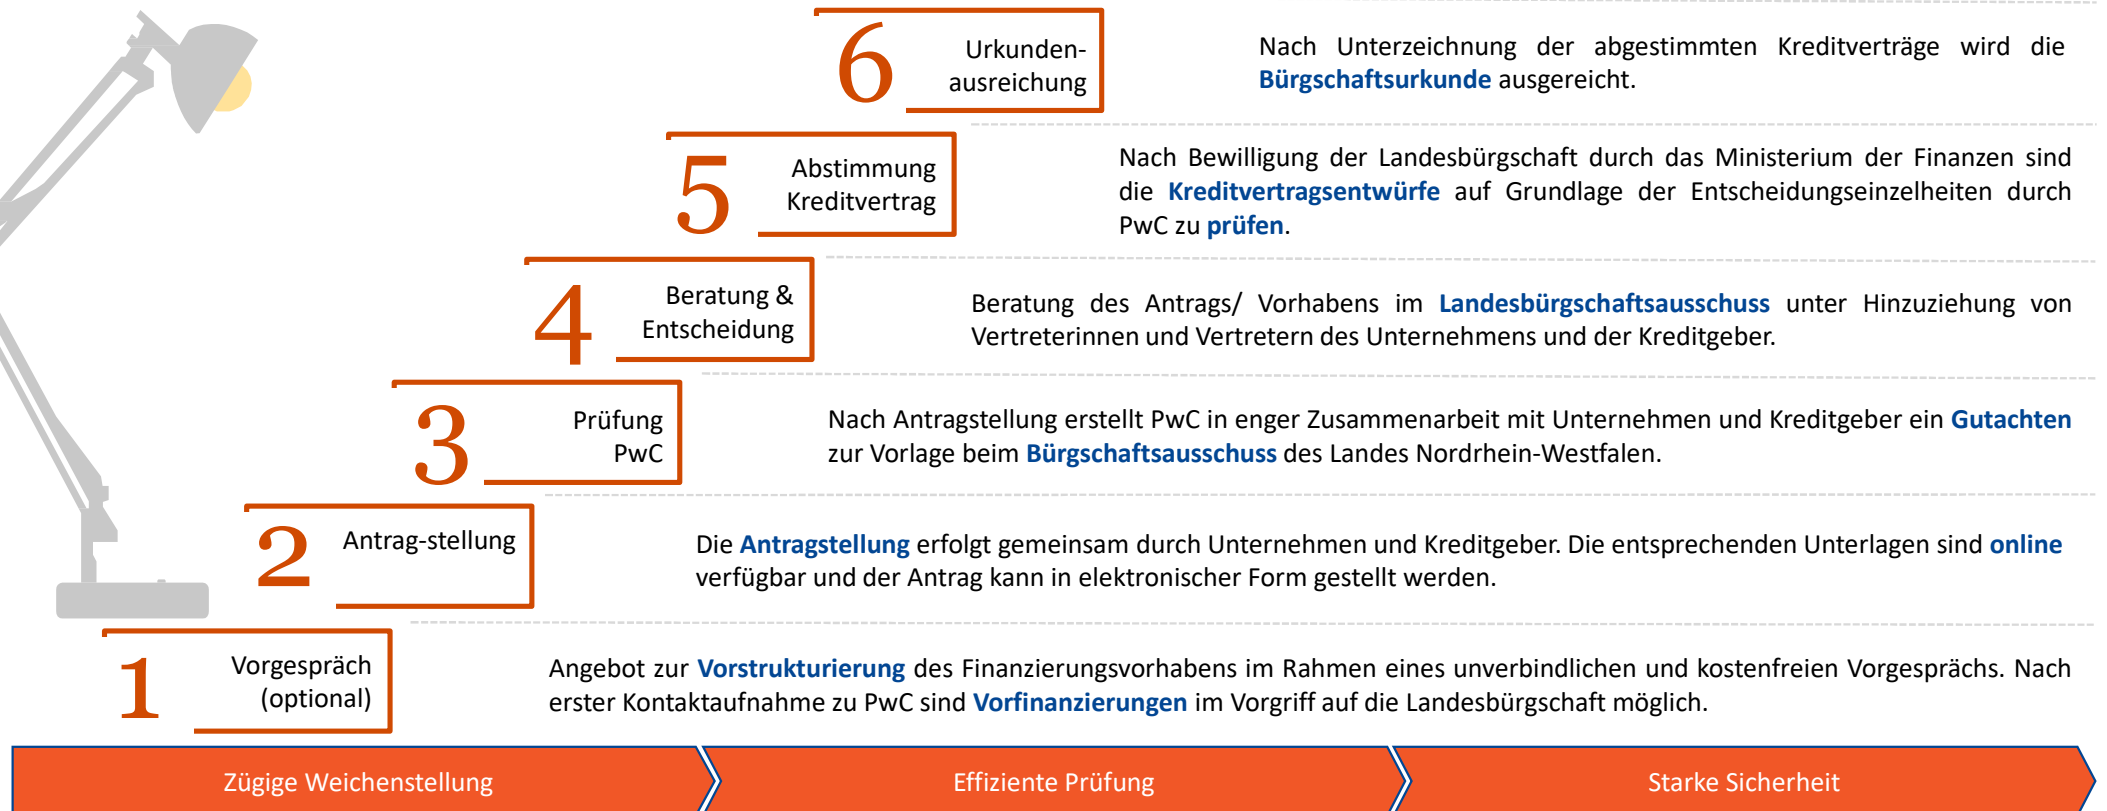 6
Urkunden-
ausreichung
Nach Unterzeichnung der abgestimmten Kreditverträge wird die
Bürgschaftsurkunde ausgereicht.
5
Abstimmung
Kreditvertrag
Nach Bewilligung der Landesbürgschaft durch das Ministerium der Finanzen sind
die Kreditvertragsentwürfe auf Grundlage der Entscheidungseinzelheiten durch
PwC zu prüfen.
4
Beratung &
Entscheidung
Beratung des Antrags/ Vorhabens im Landesbürgschaftsausschuss unter Hinzuziehung von
Vertreterinnen und Vertretern des Unternehmens und der Kreditgeber.
3
Prüfung
PwC
Nach Antragstellung erstellt PwC in enger Zusammenarbeit mit Unternehmen und Kreditgeber ein Gutachten
zur Vorlage beim Bürgschaftsausschuss des Landes Nordrhein-Westfalen.
2
Antrag-stellung
Die Antragstellung erfolgt gemeinsam durch Unternehmen und Kreditgeber. Die entsprechenden Unterlagen sind online
verfügbar und der Antrag kann in elektronischer Form gestellt werden.
1
Vorgespräch
(optional)
Angebot zur Vorstrukturierung des Finanzierungsvorhabens im Rahmen eines unverbindlichen und kostenfreien Vorgesprächs. Nach
erster Kontaktaufnahme zu PwC sind Vorfinanzierungen im Vorgriff auf die Landesbürgschaft möglich.
Zügige Weichenstellung
Effiziente Prüfung
Starke Sicherheit